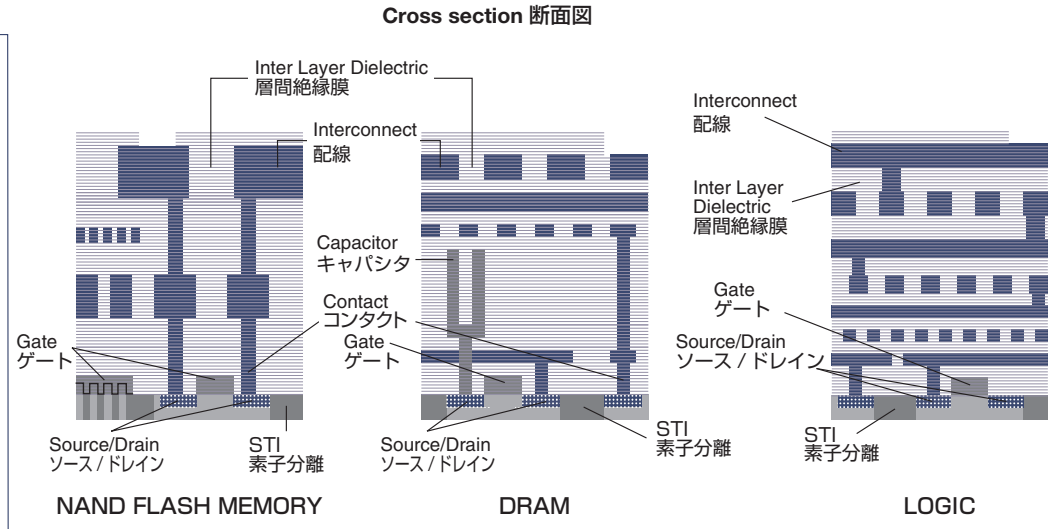 Cross section 断面図
Inter Layer Dielectric
層間絶縁膜
Interconnect
配線
Interconnect
配線
Inter Layer
Dielectric
層間絶縁膜
Capacitor
キャパシタ
Contact
コンタクト
Gate
ゲート
Gate
ゲート
Gate
ゲート
Source/Drain
ソース / ドレイン
Source/Drain
ソース / ドレイン
STI
素子分離
Source/Drain
ソース / ドレイン
STI
素子分離
STI
素子分離
NAND FLASH MEMORY
DRAM
LOGIC